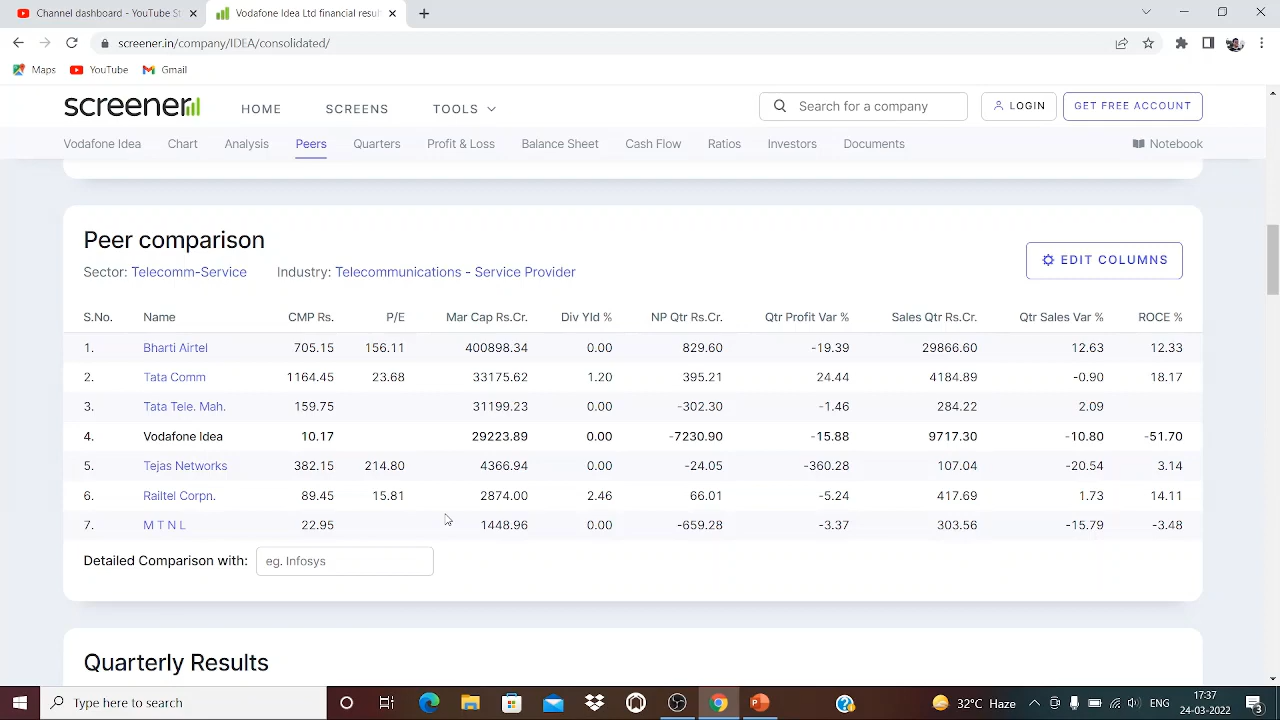 Channel dashboard - YouTube St
Vodafone Idea Ltd financial resul
screener.in/company/IDEA/consolidated/
Maps YouTube Gmail
screener HOME SCREENS TOOLS Search for a company LOGIN GET FREE ACCOUNT
Vodafone Idea Chart Analysis Peers Quarters Profit & Loss Balance Sheet Cash Flow Ratios Investors Documents Notebook
Peer comparison
EDIT COLUMNS
Sector: Telecomm-Service Industry: Telecommunications - Service Provider
S.No. Name CMP Rs. P/E Mar Cap Rs.Cr. Div Yld % NP Qtr Rs.Cr. Qtr Profit Var % Sales Qtr Rs.Cr. Qtr Sales Var % ROCE %
1. Bharti Airtel 705.15 156.11 400898.34 0.00 829.60 -19.39 29866.60 12.63 12.33
2. Tata Comm 1164.45 23.68 33175.62 1.20 395.21 24.44 4184.89 -0.90 18.17
3. Tata Tele. Mah. 159.75 31199.23 0.00 -302.30 -1.46 284.22 2.09
4. Vodafone Idea 10.17 29223.89 0.00 -7230.90 -15.88 9717.30 -10.80 -51.70
5. Tejas Networks 382.15 214.80 4366.94 0.00 -24.05 -360.28 107.04 -20.54 3.14
6. Railtel Corpn. 89.45 15.81 2874.00 2.46 66.01 -5.24 417.69 1.73 14.11
7. M T N L 22.95 1448.96 0.00 -659.28 -3.37 303.56 -15.79 -3.48
Detailed Comparison with: eg. Infosys
Quarterly Results
Type here to search
32°C Haze ENG 17:37
24-03-2022